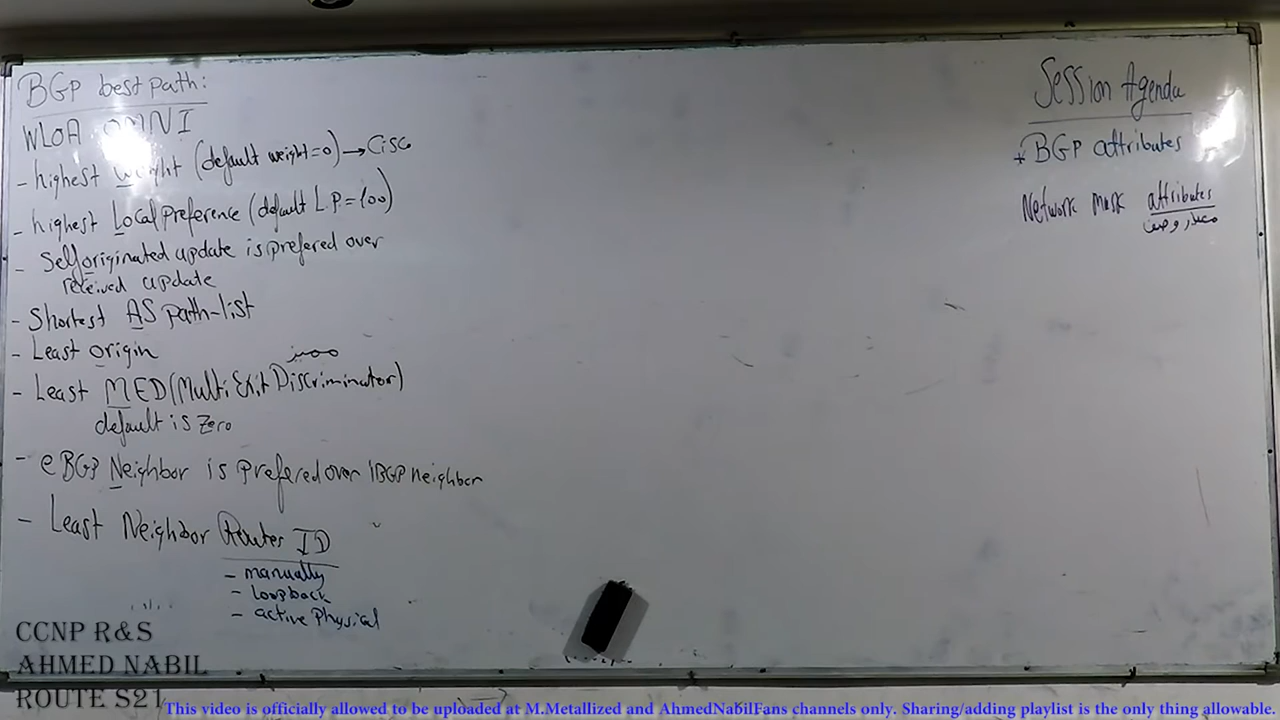 BGP best path:
WLOA OMNI
- highest weight (default weight=0) → Cisco
- highest Local preference (default L.P=100)
- Self originated update is prefered over
received update
- Shortest AS path-list
- Least origin
مميز
- Least MED (Multi Exit Discriminator)
default is Zero
- eBGP Neighbor is prefered over IBGP neighbor
- Least Neighbor Router ID
- manually
- loopback
- active Physical
Session Agenda
* BGP attributes
Network Mask attributes
CCNP R&S
AHMED NABIL
ROUTE S21
This video is officially allowed to be uploaded at M.Metallized and AhmedNabilFans channels only. Sharing/adding playlist is the only thing allowable.